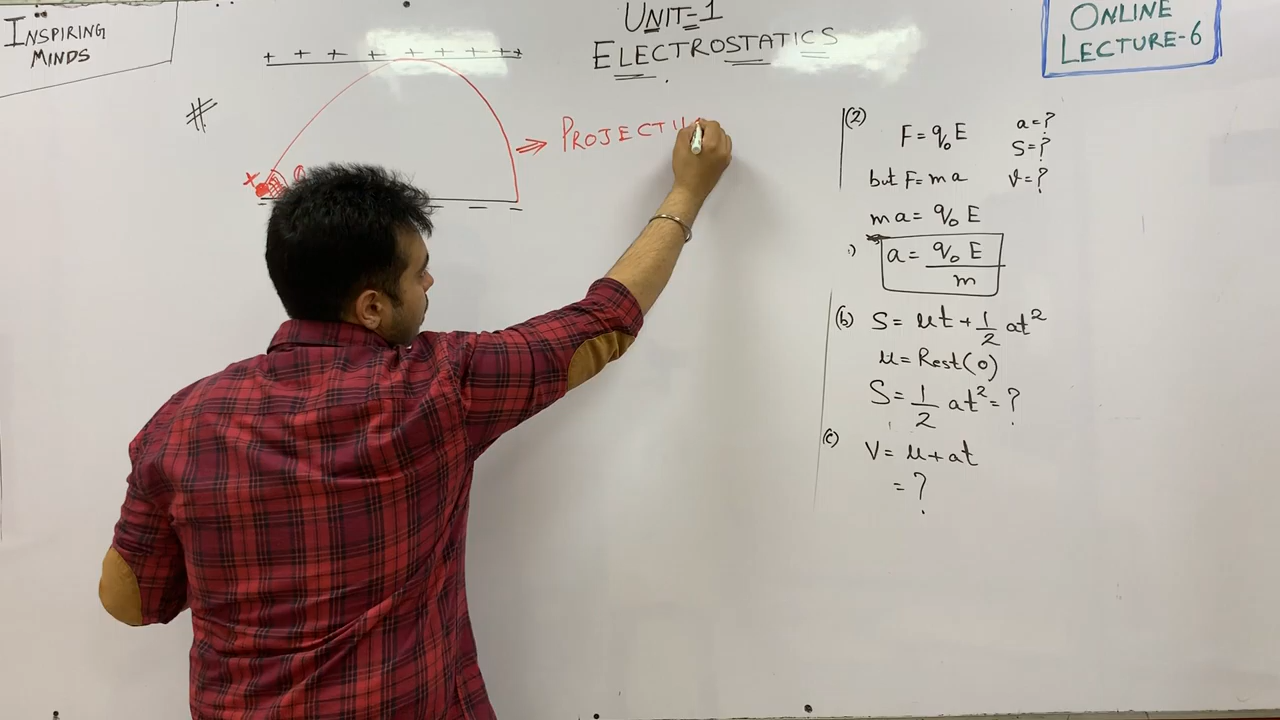 INSPIRING
MINDS
UNIT-1
ELECTROSTATICS
ONLINE
LECTURE-6
#
+ + + + + + + + +
+
⇒ PROJECTIL
(2)
F = q₀E
but F = ma
ma = q₀E
a = q₀E / m
a = ?
S = ?
V = ?
(b) S = ut + 1/2 at²
u = Rest(0)
S = 1/2 at² = ?
(c) V = u + at
= ?